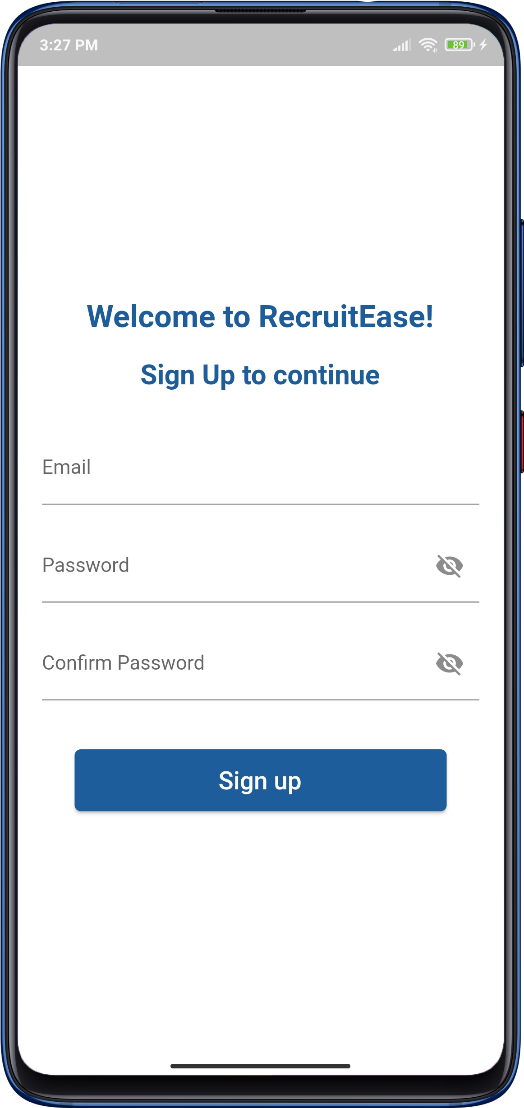 3:27 PM
89
Welcome to RecruitEase!
Sign Up to continue
Email
Password
Confirm Password
Sign up